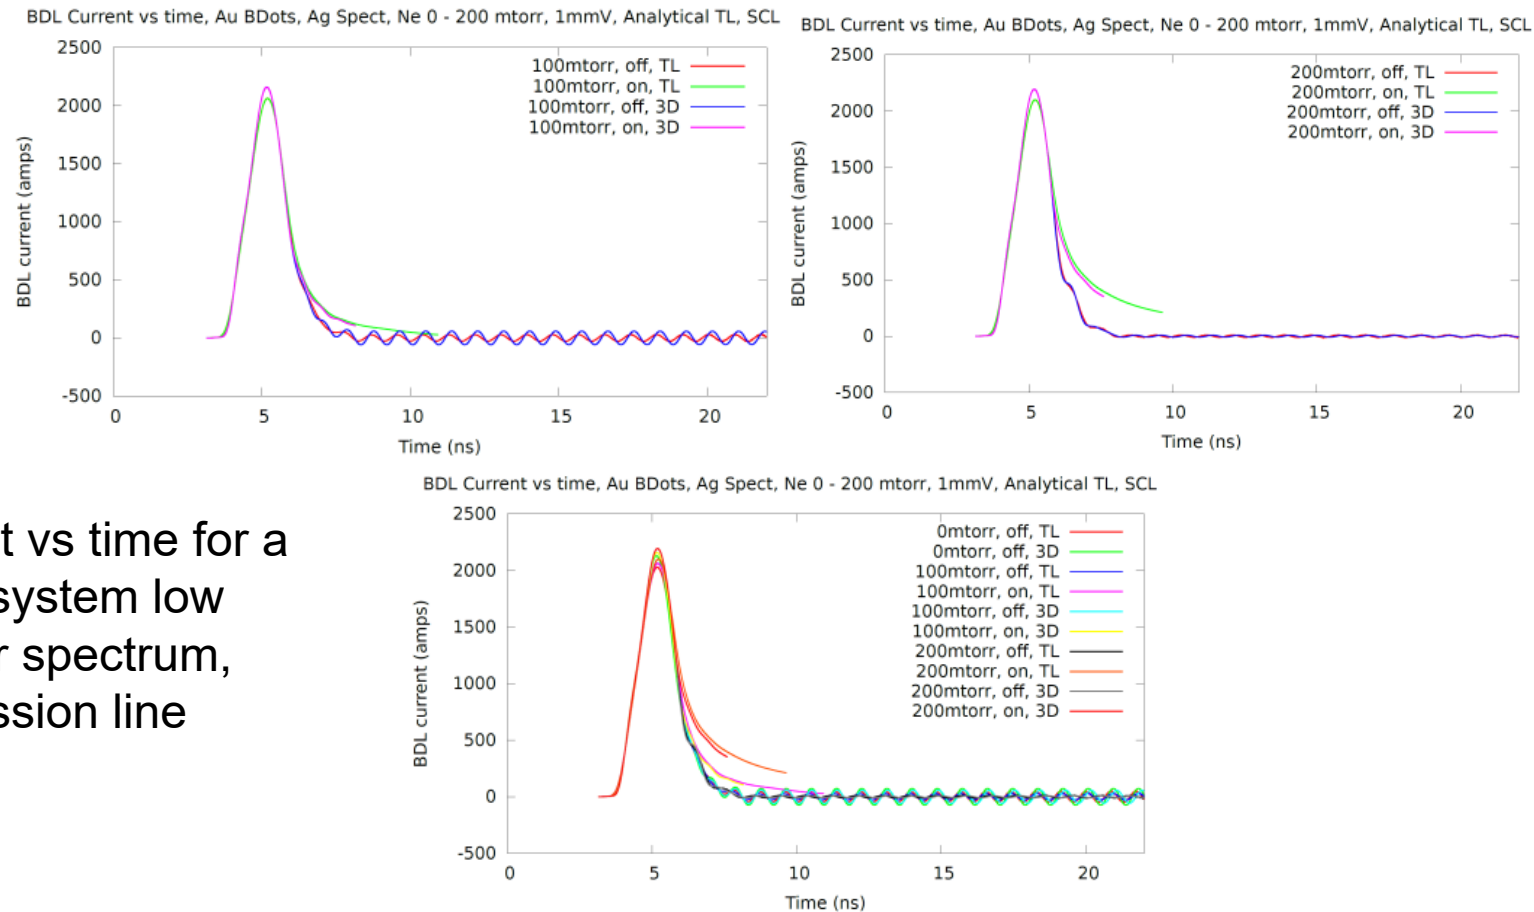 BDL Current vs time, Au BDots, Ag Spect, Ne 0 - 200 mtorr, 1mmV, Analytical TL, SCL
2500
2000
1500
1000
500
0
-500
BDL current (amps)
100mtorr, off, TL
100mtorr, on, TL
100mtorr, off, 3D
100mtorr, on, 3D
0 5 10 15 20
Time (ns)
BDL Current vs time, Au BDots, Ag Spect, Ne 0 - 200 mtorr, 1mmV, Analytical TL, SCL
2500
2000
1500
1000
500
0
-500
BDL current (amps)
200mtorr, off, TL
200mtorr, on, TL
200mtorr, off, 3D
200mtorr, on, 3D
0 5 10 15 20
Time (ns)
t vs time for a
system low
r spectrum,
ssion line
BDL Current vs time, Au BDots, Ag Spect, Ne 0 - 200 mtorr, 1mmV, Analytical TL, SCL
2500
2000
1500
1000
500
0
-500
BDL current (amps)
0mtorr, off, TL
0mtorr, off, 3D
100mtorr, off, TL
100mtorr, on, TL
100mtorr, off, 3D
100mtorr, on, 3D
200mtorr, off, TL
200mtorr, on, TL
200mtorr, off, 3D
200mtorr, on, 3D
0 5 10 15 20
Time (ns)